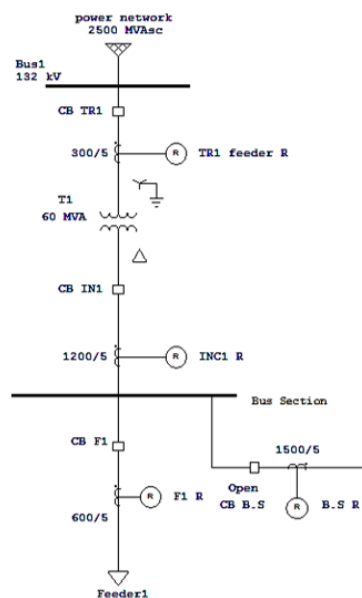 power network
2500 MVAsc
Bus1
132 kV
CB TR1
300/5
R
TR1 feeder R
T1
60 MVA
CB IN1
1200/5
R
INC1 R
Bus Section
CB F1
1500/5
R
F1 R
600/5
Open
CB B.S
R
B.S R
Feeder1